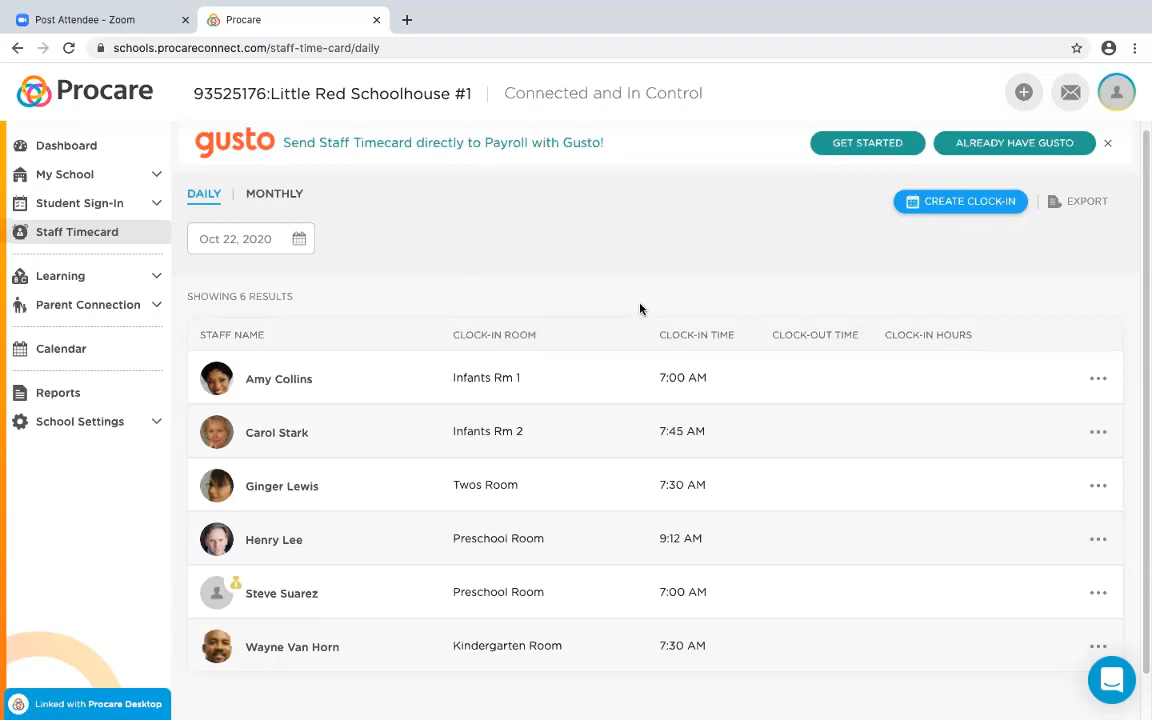 Post Attendee - Zoom
Procare
schools.procareconnect.com/staff-time-card/daily
Procare
93525176:Little Red Schoolhouse #1
Connected and In Control
gusto
Send Staff Timecard directly to Payroll with Gusto!
GET STARTED
ALREADY HAVE GUSTO
Dashboard
My School
Student Sign-In
Staff Timecard
Learning
Parent Connection
Calendar
Reports
School Settings
Linked with Procare Desktop
DAILY | MONTHLY
CREATE CLOCK-IN
EXPORT
Oct 22, 2020
SHOWING 6 RESULTS
STAFF NAME CLOCK-IN ROOM CLOCK-IN TIME CLOCK-OUT TIME CLOCK-IN HOURS
Amy Collins Infants Rm 1 7:00 AM
Carol Stark Infants Rm 2 7:45 AM
Ginger Lewis Twos Room 7:30 AM
Henry Lee Preschool Room 9:12 AM
Steve Suarez Preschool Room 7:00 AM
Wayne Van Horn Kindergarten Room 7:30 AM